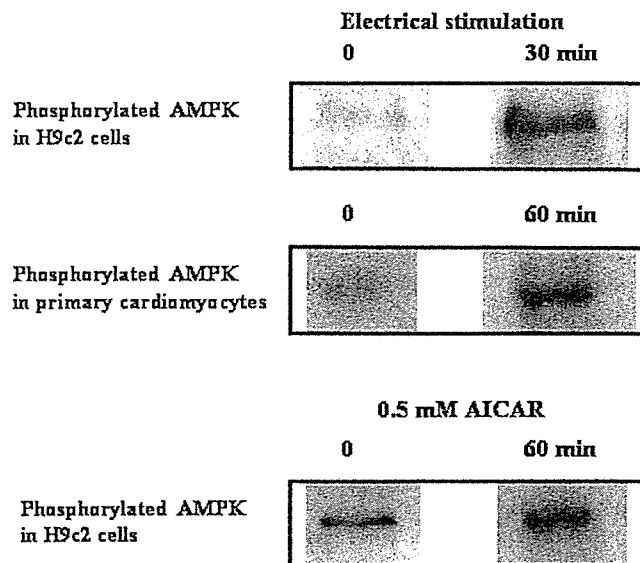 Electrical stimulation
0 30 min
Phosphorylated AMPK
in H9c2 cells
0 60 min
Phosphorylated AMPK
in primary cardiomyocytes
0.5 mM AICAR
0 60 min
Phosphorylated AMPK
in H9c2 cells